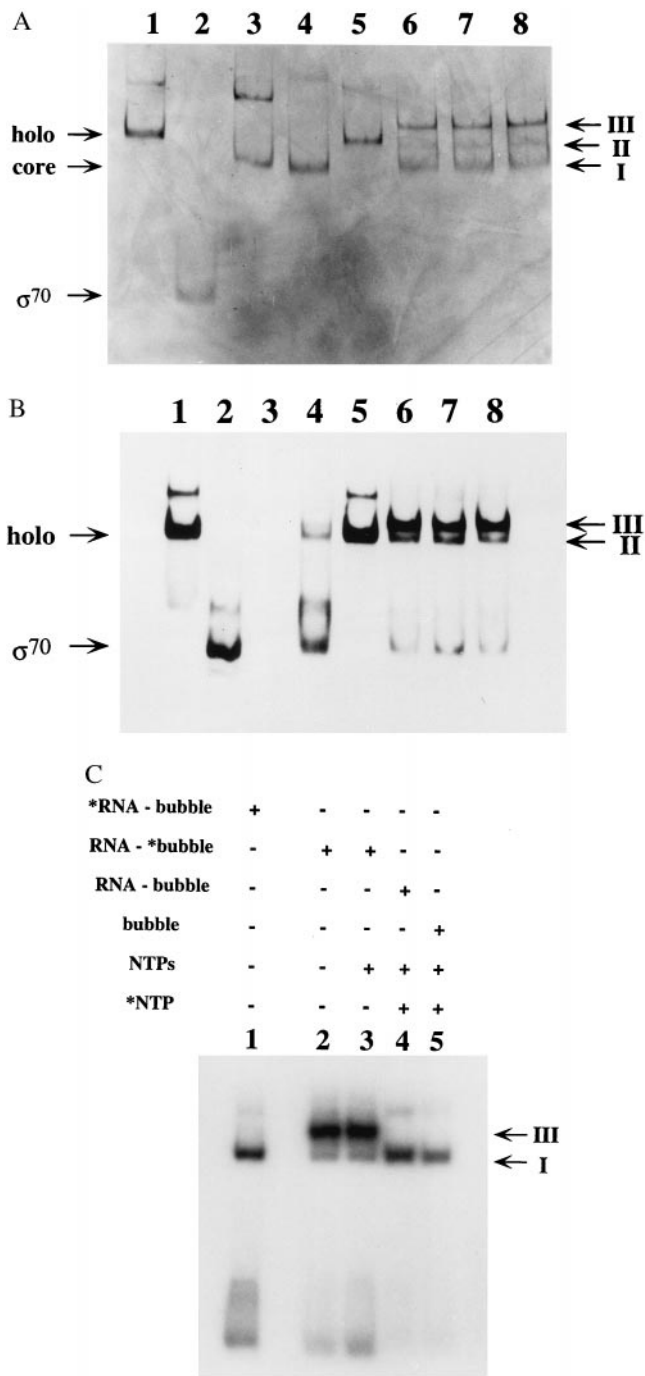 A
1 2 3 4 5 6 7 8
holo
III
II
core
I
σ70
B
1 2 3 4 5 6 7 8
holo
III
II
σ70
C
*RNA - bubble + - - - -
RNA - *bubble - + + - -
RNA - bubble - - - + -
bubble - - - - +
NTPs - - + + +
*NTP - - - + +
1 2 3 4 5
III
I